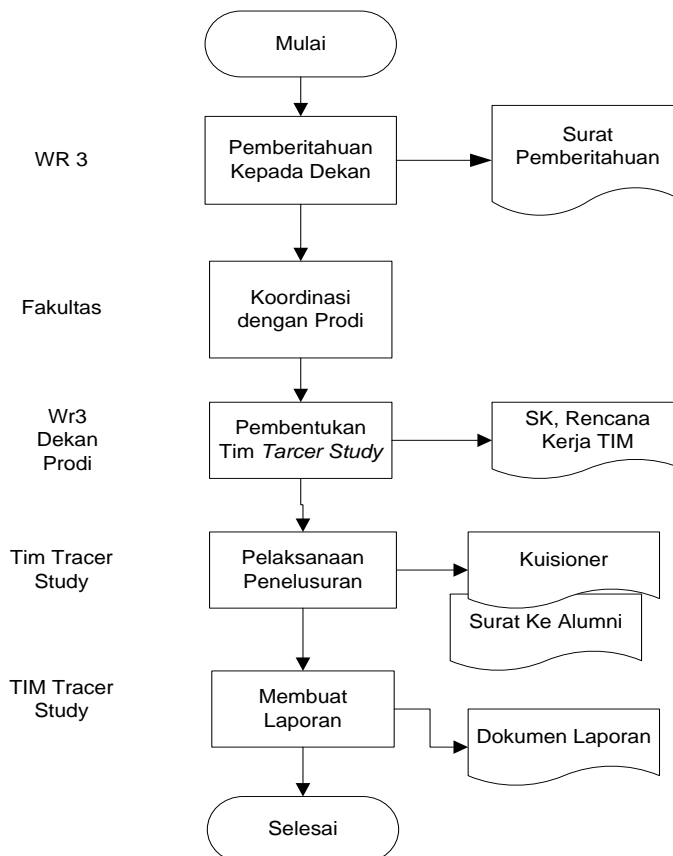 Mulai
WR 3
Pemberitahuan
Kepada Dekan
Surat
Pemberitahuan
Fakultas
Koordinasi
dengan Prodi
Wr3
Dekan
Prodi
Pembentukan
Tim Tarcer Study
SK, Rencana
Kerja TIM
Tim Tracer
Study
Pelaksanaan
Penelusuran
Kuisioner
Surat Ke Alumni
TIM Tracer
Study
Membuat
Laporan
Dokumen Laporan
Selesai